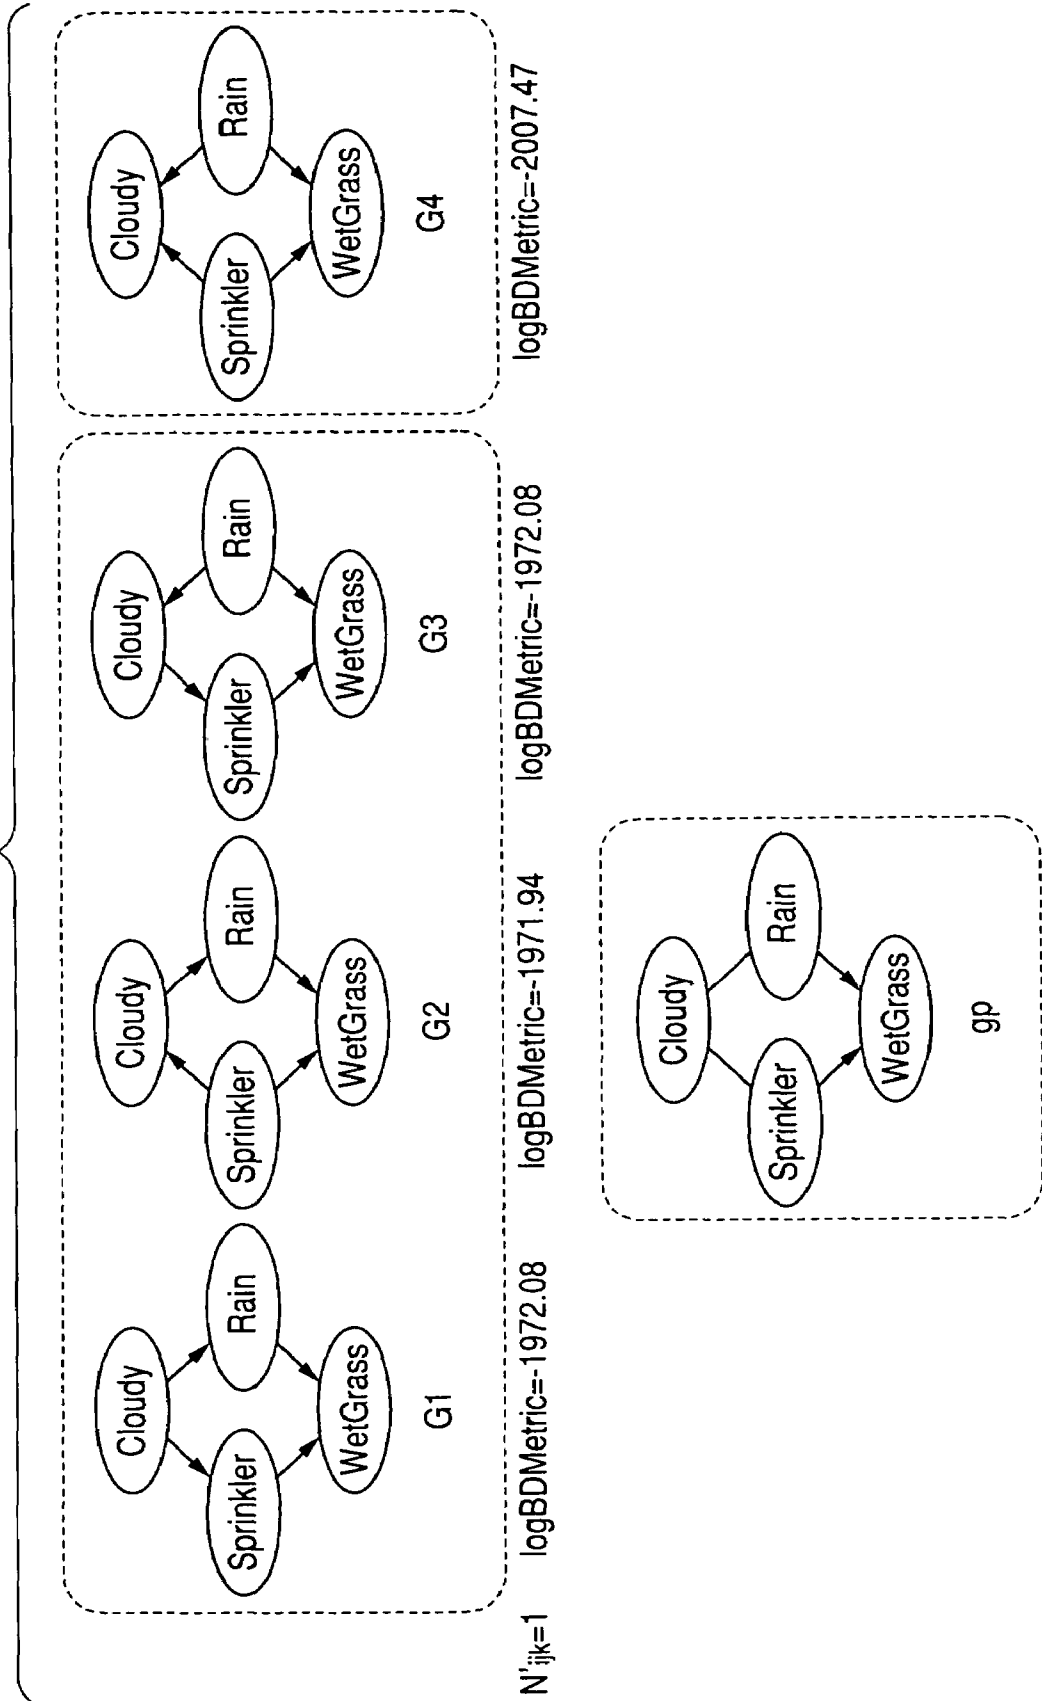 Cloudy
Sprinkler
Rain
WetGrass
G1
Cloudy
Sprinkler
Rain
WetGrass
G2
Cloudy
Sprinkler
Rain
WetGrass
G3
Cloudy
Sprinkler
Rain
WetGrass
G4
N'ijk=1
logBDMetric=-1972.08
logBDMetric=-1971.94
logBDMetric=-1972.08
logBDMetric=-2007.47
Cloudy
Sprinkler
Rain
WetGrass
gp